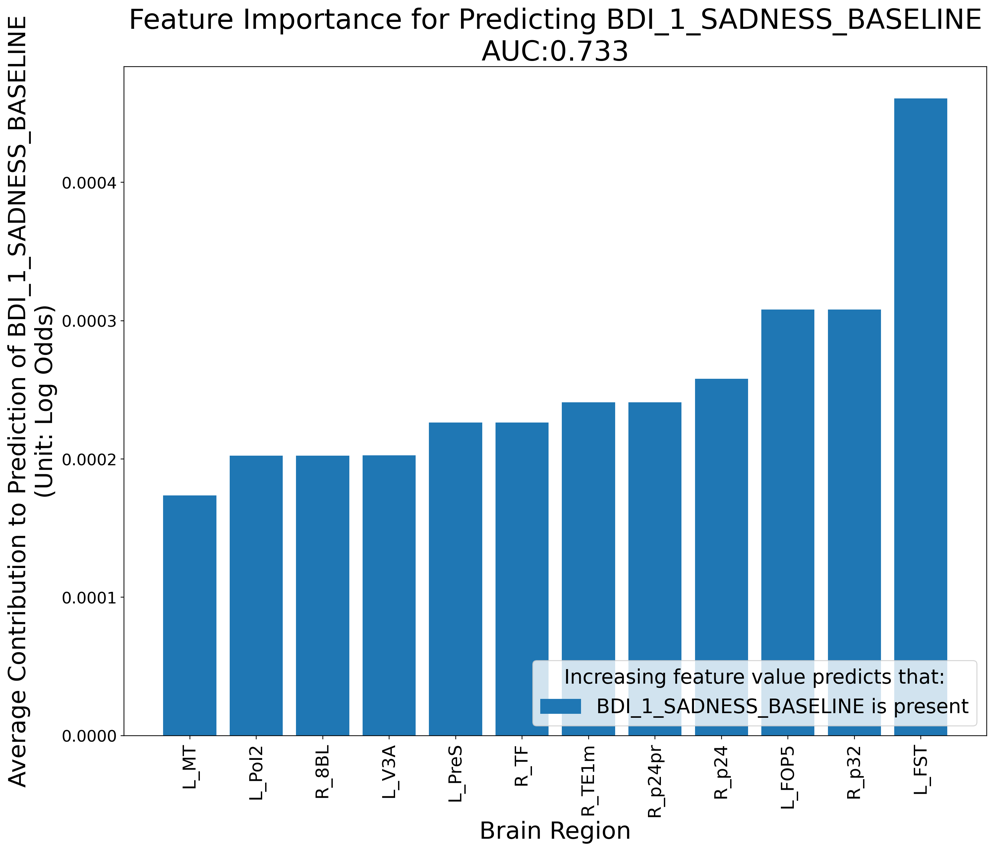 Feature Importance for Predicting BDI_1_SADNESS_BASELINE
AUC:0.733
Average Contribution to Prediction of BDI_1_SADNESS_BASELINE
(Unit: Log Odds)
0.0004
0.0003
0.0002
0.0001
0.0000
Increasing feature value predicts that:
BDI_1_SADNESS_BASELINE is present
L_MT
L_PoI2
R_8BL
L_V3A
L_PreS
R_TF
R_TE1m
R_p24pr
R_p24
L_FOP5
R_p32
L_FST
Brain Region